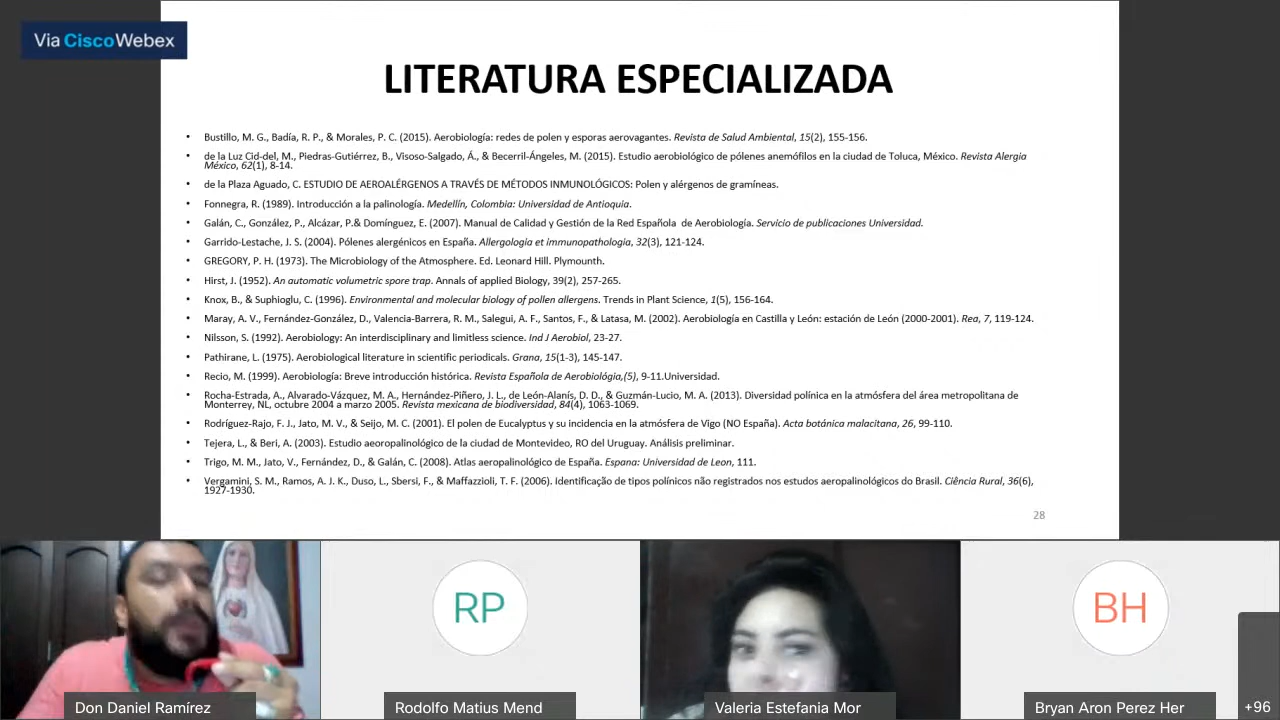 Via CiscoWebex
LITERATURA ESPECIALIZADA
• Bustillo, M. G., Badía, R. P., & Morales, P. C. (2015). Aerobiología: redes de polen y esporas aerovagantes. Revista de Salud Ambiental, 15(2), 155-156.
• de la Luz Cid-del, M., Piedras-Gutiérrez, B., Visoso-Salgado, Á., & Becerril-Ángeles, M. (2015). Estudio aerobiológico de pólenes anemófilos en la ciudad de Toluca, México. Revista Alergia
México, 62(1), 8-14.
• de la Plaza Aguado, C. ESTUDIO DE AEROALÉRGENOS A TRAVÉS DE MÉTODOS INMUNOLÓGICOS: Polen y alérgenos de gramíneas.
• Fonnegra, R. (1989). Introducción a la palinología. Medellín, Colombia: Universidad de Antioquia.
• Galán, C., González, P., Alcázar, P.& Domínguez, E. (2007). Manual de Calidad y Gestión de la Red Española de Aerobiología. Servicio de publicaciones Universidad.
• Garrido-Lestache, J. S. (2004). Pólenes alergénicos en España. Allergologia et immunopathologia, 32(3), 121-124.
• GREGORY, P. H. (1973). The Microbiology of the Atmosphere. Ed. Leonard Hill. Plymounth.
• Hirst, J. (1952). An automatic volumetric spore trap. Annals of applied Biology, 39(2), 257-265.
• Knox, B., & Suphioglu, C. (1996). Environmental and molecular biology of pollen allergens. Trends in Plant Science, 1(5), 156-164.
• Maray, A. V., Fernández-González, D., Valencia-Barrera, R. M., Salegui, A. F., Santos, F., & Latasa, M. (2002). Aerobiología en Castilla y León: estación de León (2000-2001). Rea, 7, 119-124.
• Nilsson, S. (1992). Aerobiology: An interdisciplinary and limitless science. Ind J Aerobiol, 23-27.
• Pathirane, L. (1975). Aerobiological literature in scientific periodicals. Grana, 15(1-3), 145-147.
• Recio, M. (1999). Aerobiología: Breve introducción histórica. Revista Española de Aerobiológia,(5), 9-11.Universidad.
• Rocha-Estrada, A., Alvarado-Vázquez, M. A., Hernández-Piñero, J. L., de León-Alanís, D. D., & Guzmán-Lucio, M. A. (2013). Diversidad polínica en la atmósfera del área metropolitana de
Monterrey, NL, octubre 2004 a marzo 2005. Revista mexicana de biodiversidad, 84(4), 1063-1069.
• Rodríguez-Rajo, F. J., Jato, M. V., & Seijo, M. C. (2001). El polen de Eucalyptus y su incidencia en la atmósfera de Vigo (NO España). Acta botánica malacitana, 26, 99-110.
• Tejera, L., & Beri, A. (2003). Estudio aeoropalinológico de la ciudad de Montevideo, RO del Uruguay. Análisis preliminar.
• Trigo, M. M., Jato, V., Fernández, D., & Galán, C. (2008). Atlas aeropalinológico de España. Espana: Universidad de Leon, 111.
• Vergamini, S. M., Ramos, A. J. K., Duso, L., Sbersi, F., & Maffazzioli, T. F. (2006). Identificação de tipos polínicos não registrados nos estudos aeropalinológicos do Brasil. Ciência Rural, 36(6),
1927-1930.
28
RP
BH
Don Daniel Ramírez
Rodolfo Matius Mend
Valeria Estefania Mor
Bryan Aron Perez Her
+96